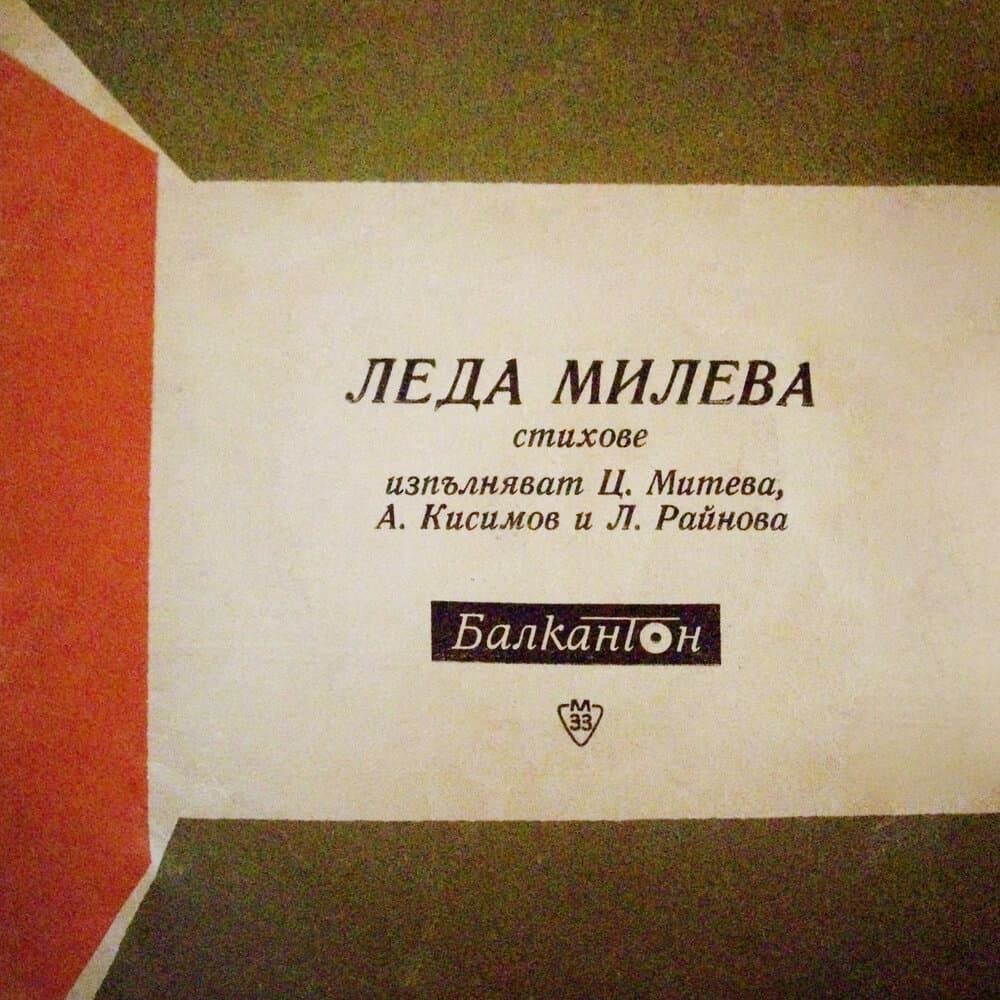 ЛЕДА МИЛЕВА
стихове
изпълняват Ц. Митева,
А. Кисимов и Л. Райнова
Балкантон
М
33